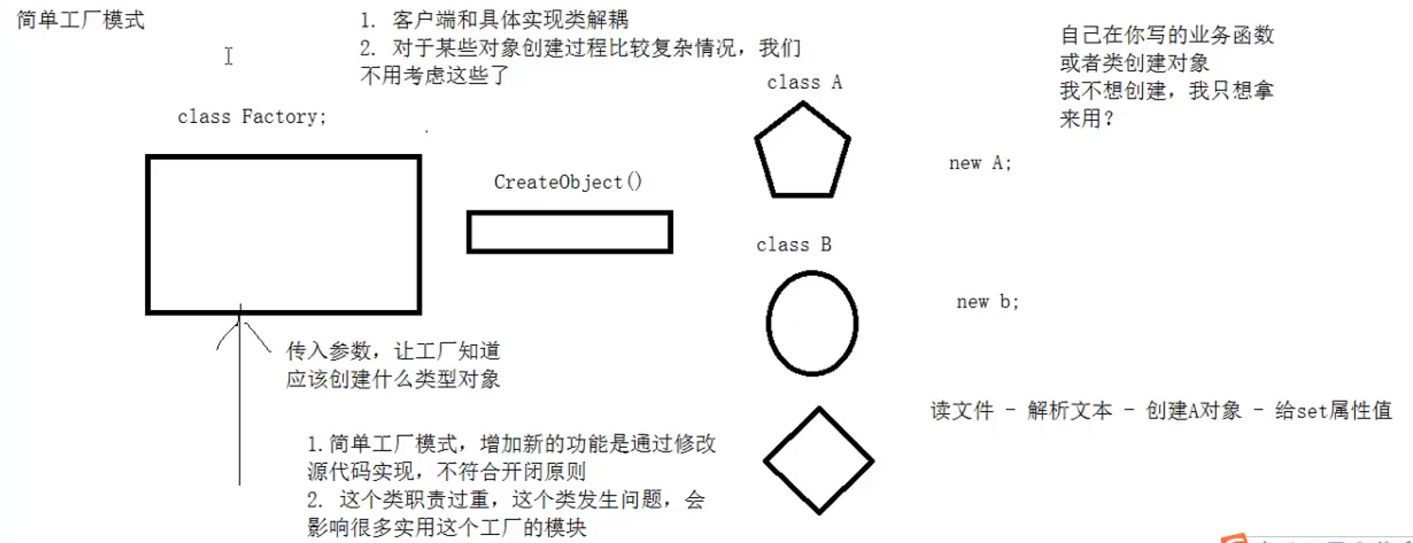 简单工厂模式
1. 客户端和具体实现类解耦
2. 对于某些对象创建过程比较复杂情况，我们
不用考虑这些了
自己在你写的业务函数
或者类创建对象
我不想创建，我只想拿
来用？
class Factory;
CreateObject()
class A
new A;
class B
new b;
传入参数，让工厂知道
应该创建什么类型对象
读文件 - 解析文本 - 创建A对象 - 给set属性值
1.简单工厂模式，增加新的功能是通过修改
源代码实现，不符合开闭原则
2. 这个类职责过重，这个类发生问题，会
影响很多实用这个工厂的模块